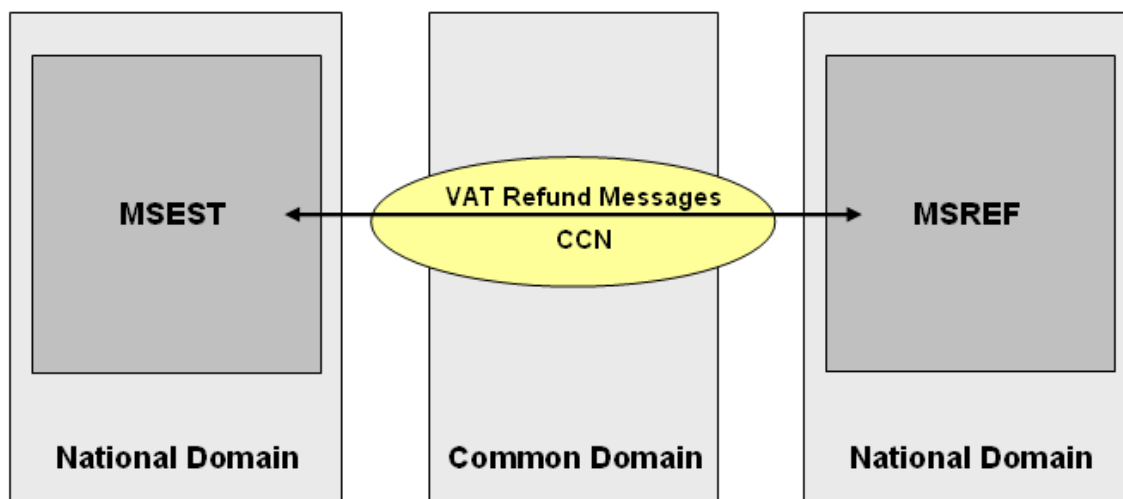 VAT Refund Messages
MSEST
MSREF
CCN
National Domain
Common Domain
National Domain